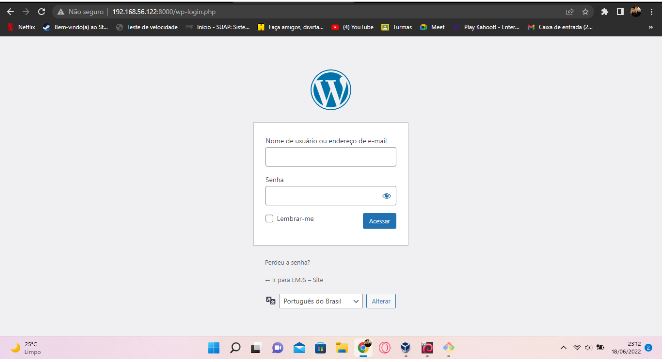 Não seguro | 192.168.56.122:8000/wp-login.php
Netflix Bem-vindo(a) ao St... Teste de velocidade Início - SUAP: Siste... Faça amigos, divirta... (4) YouTube Turmas Meet Play Kahoot! - Enter... Caixa de entrada (2...
Nome de usuário ou endereço de e-mail
Senha
Lembrar-me
Acessar
Perdeu a senha?
para EMJS – Site
Português do Brasil
Alterar
25°C
Limpo
23:12
18/06/2022
2